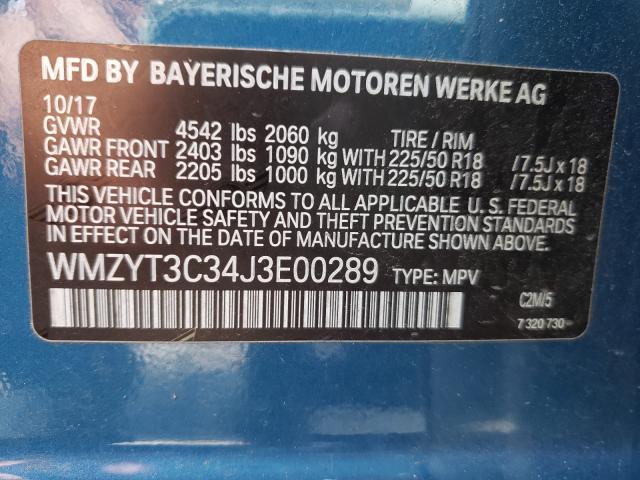 MFD BY BAYERISCHE MOTOREN WERKE AG
10/17
GVWR 4542 lbs 2060 kg TIRE / RIM
GAWR FRONT 2403 lbs 1090 kg WITH 225/50 R18 /7.5J x 18
GAWR REAR 2205 lbs 1000 kg WITH 225/50 R18 /7.5J x 18
THIS VEHICLE CONFORMS TO ALL APPLICABLE U. S. FEDERAL
MOTOR VEHICLE SAFETY AND THEFT PREVENTION STANDARDS
IN EFFECT ON THE DATE OF MANUFACTURE SHOWN ABOVE.
WMZYT3C34J3E00289 TYPE: MPV
C2M/5
7 320 730